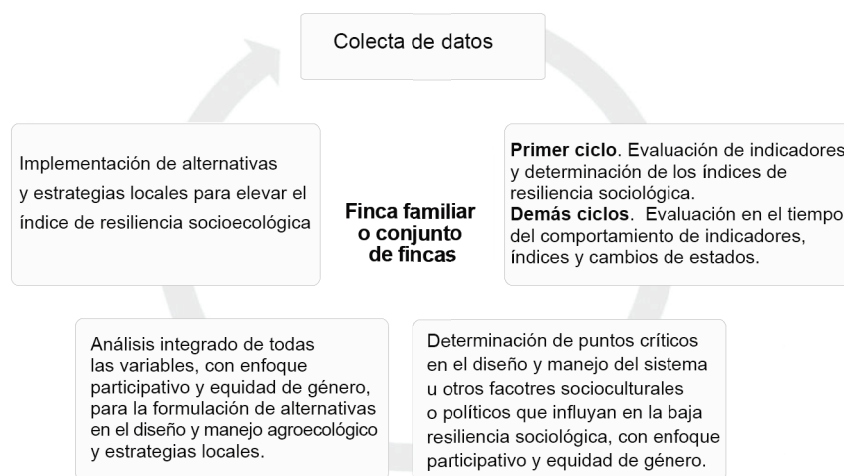 Colecta de datos
Primer ciclo. Evaluación de indicadores
y determinación de los índices de
resiliencia sociológica.
Demás ciclos. Evaluación en el tiempo
del comportamiento de indicadores,
índices y cambios de estados.
Determinación de puntos críticos
en el diseño y manejo del sistema
u otros facotres socioculturales
o políticos que influyan en la baja
resiliencia sociológica, con enfoque
participativo y equidad de género.
Análisis integrado de todas
las variables, con enfoque
participativo y equidad de género,
para la formulación de alternativas
en el diseño y manejo agroecológico
y estrategias locales.
Implementación de alternativas
y estrategias locales para elevar el
índice de resiliencia socioecológica
Finca familiar
o conjunto
de fincas